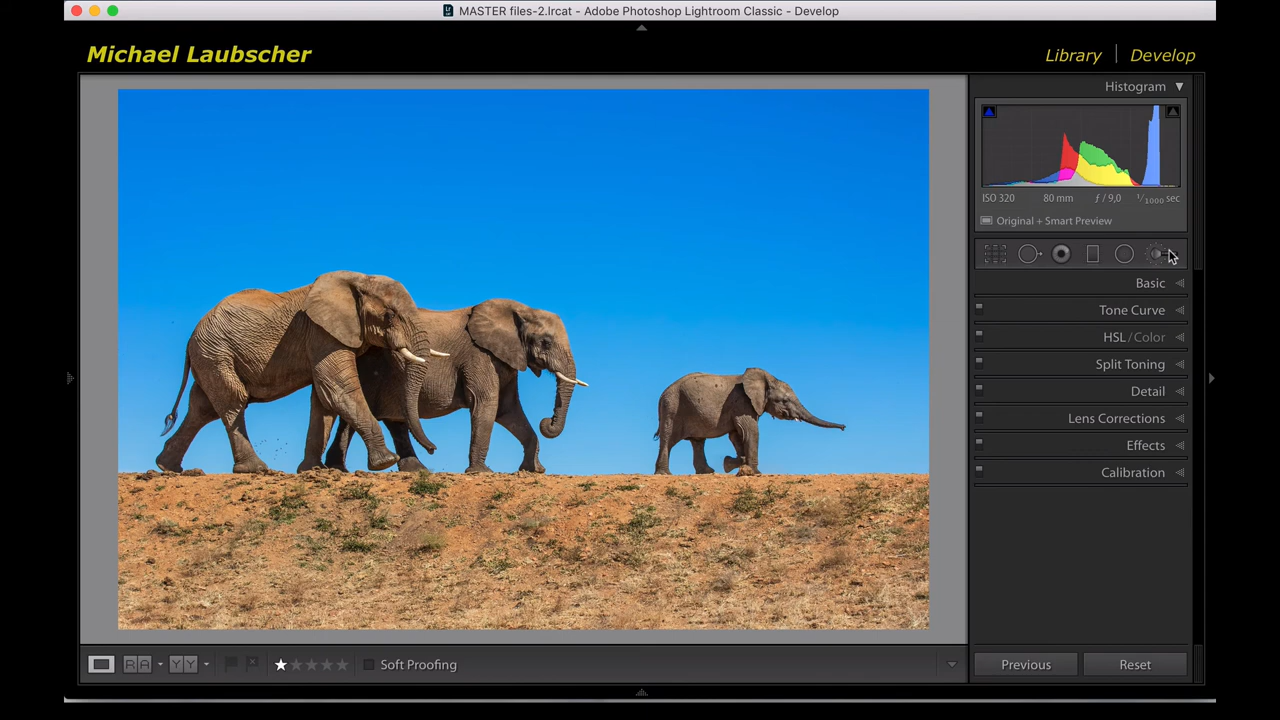 MASTER files-2.lrcat - Adobe Photoshop Lightroom Classic - Develop
Michael Laubscher
Library | Develop
Histogram
ISO 320 80 mm ƒ / 9,0 1/1000 sec
Original + Smart Preview
Basic
Tone Curve
HSL / Color
Split Toning
Detail
Lens Corrections
Effects
Calibration
R A Y Y Soft Proofing
Previous Reset